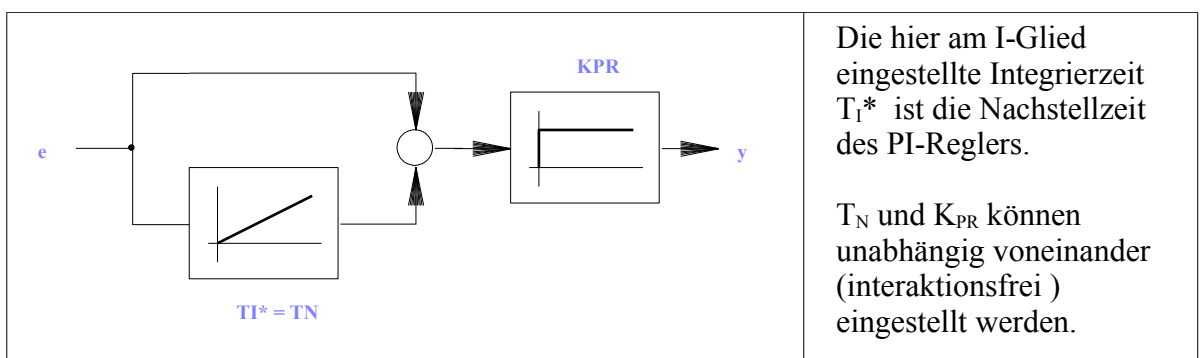 KPR
e
y
TI* = TN
Die hier am I-Glied
eingestellte Integrierzeit
TI* ist die Nachstellzeit
des PI-Reglers.
TN und KPR können
unabhängig voneinander
(interaktionsfrei )
eingestellt werden.